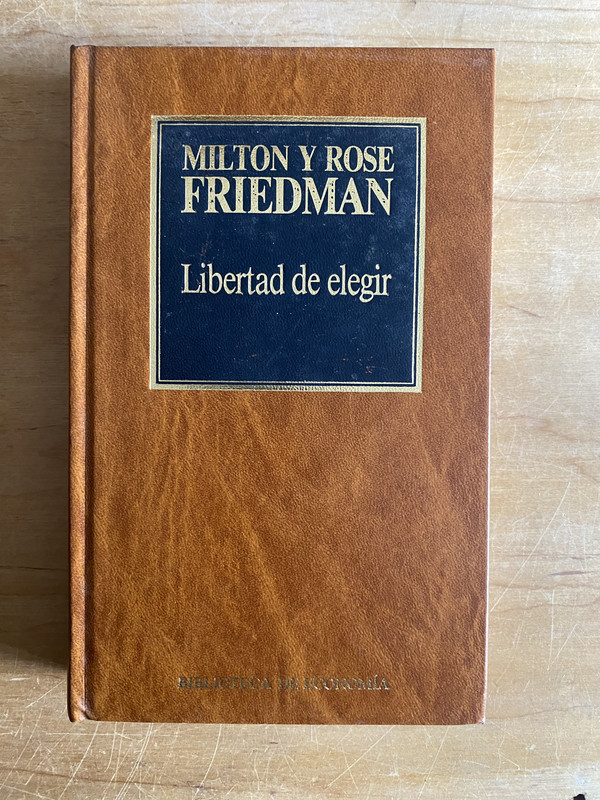 MILTON Y ROSE
FRIEDMAN
Libertad de elegir
BIBLIOTECA DE ECONOMÍA